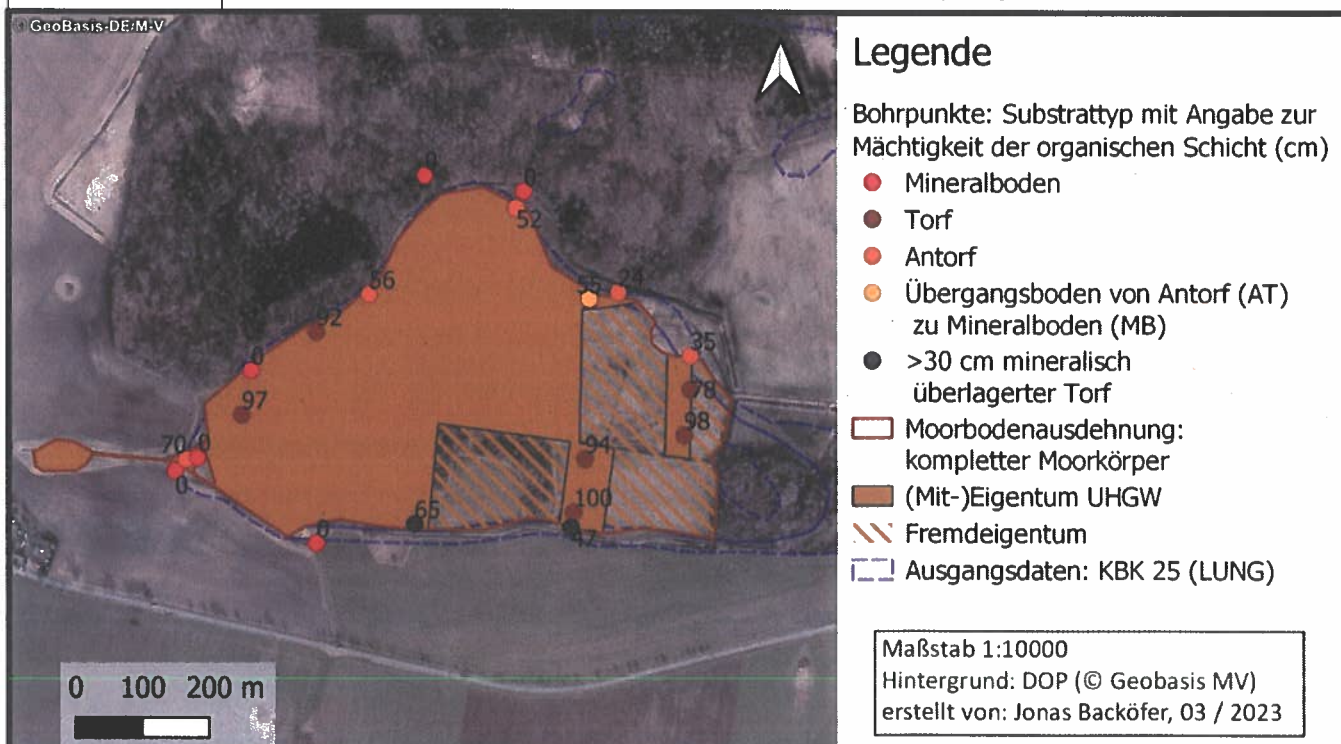 GeoBasis-DE/M-V
0
0
52
56
24
92
35
0
78
97
98
70
0
94
0
100
65
47
0
0 100 200 m
Legende
Bohrpunkte: Substrattyp mit Angabe zur
Mächtigkeit der organischen Schicht (cm)
Mineralboden
Torf
Antorf
Übergangsboden von Antorf (AT)
zu Mineralboden (MB)
>30 cm mineralisch
überlagerter Torf
Moorbodenausdehnung:
kompletter Moorkörper
(Mit-)Eigentum UHGW
Fremdeigentum
Ausgangsdaten: KBK 25 (LUNG)
Maßstab 1:10000
Hintergrund: DOP (© Geobasis MV)
erstellt von: Jonas Backöfer, 03 / 2023